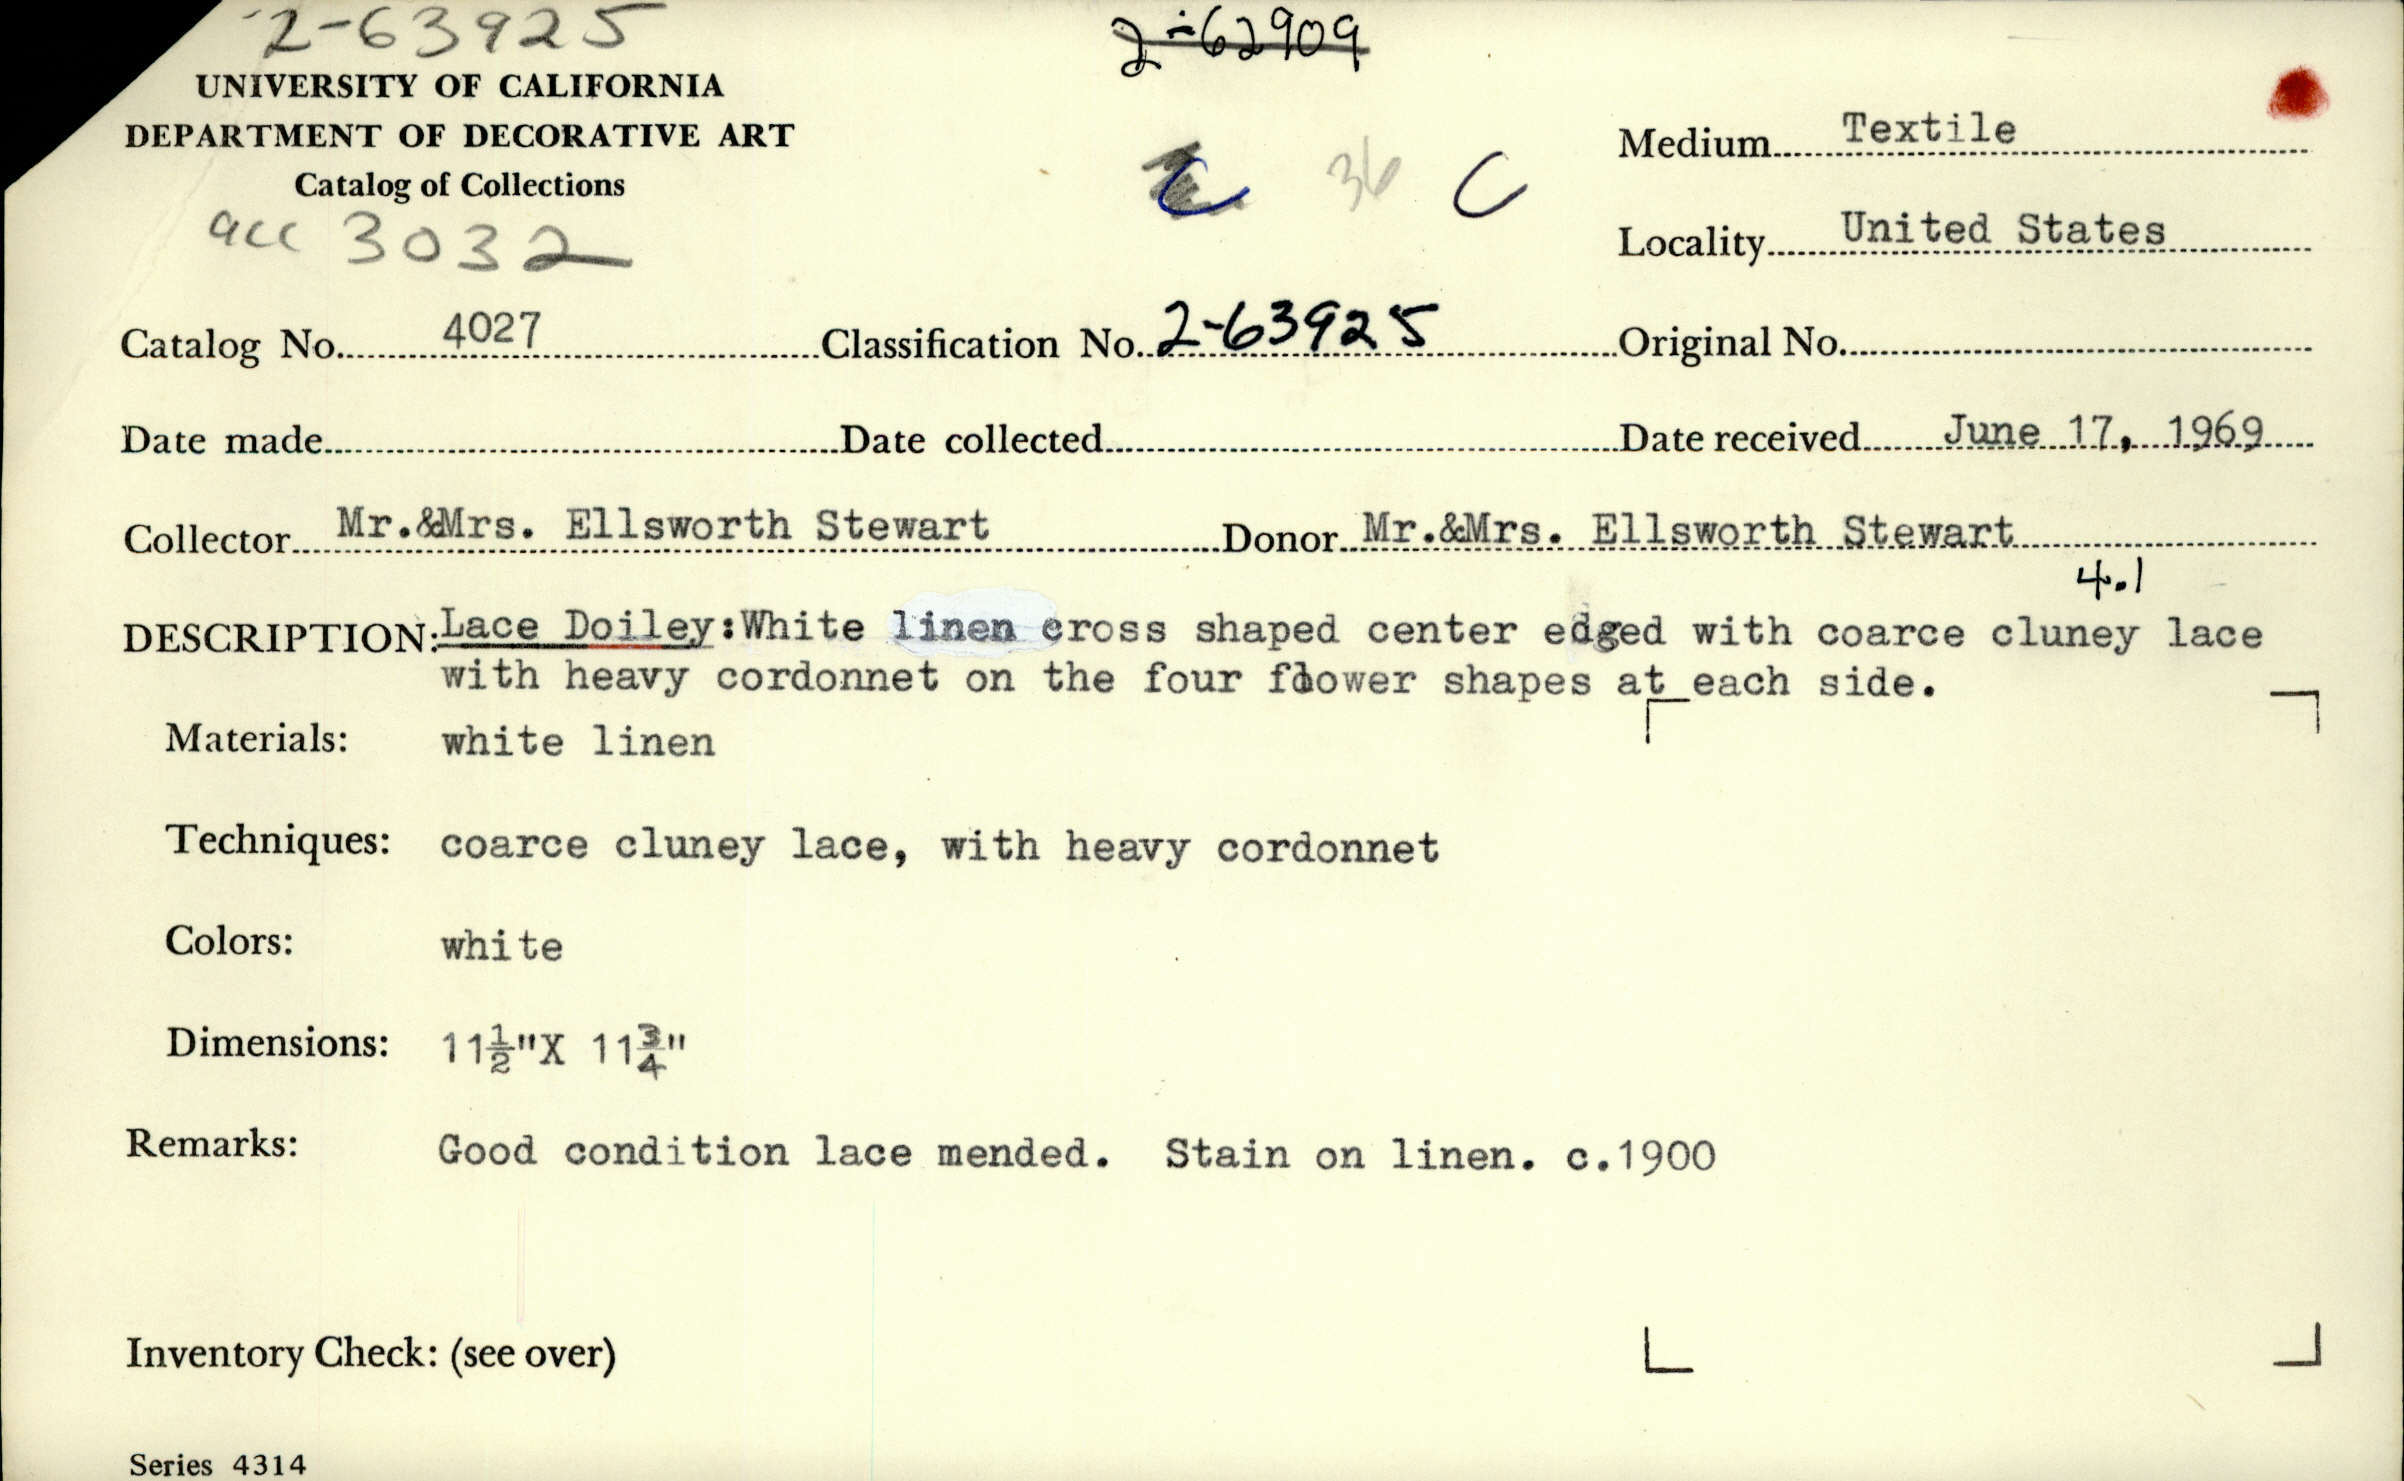 2-63925
2-62909
UNIVERSITY OF CALIFORNIA
DEPARTMENT OF DECORATIVE ART
Catalog of Collections
acc 3032
C 36 C
Medium Textile
Locality United States
Catalog No. 4027 Classification No. 2-63925 Original No.
Date made Date collected Date received June 17, 1969
Collector Mr.&Mrs. Ellsworth Stewart Donor Mr.&Mrs. Ellsworth Stewart
4.1
DESCRIPTION: Lace Doiley:White linen cross shaped center edged with coarce cluney lace
with heavy cordonnet on the four flower shapes at each side.
Materials: white linen
Techniques: coarce cluney lace, with heavy cordonnet
Colors: white
Dimensions: 11½"X 11¾"
Remarks: Good condition lace mended. Stain on linen. c.1900
Inventory Check: (see over)
Series 4314